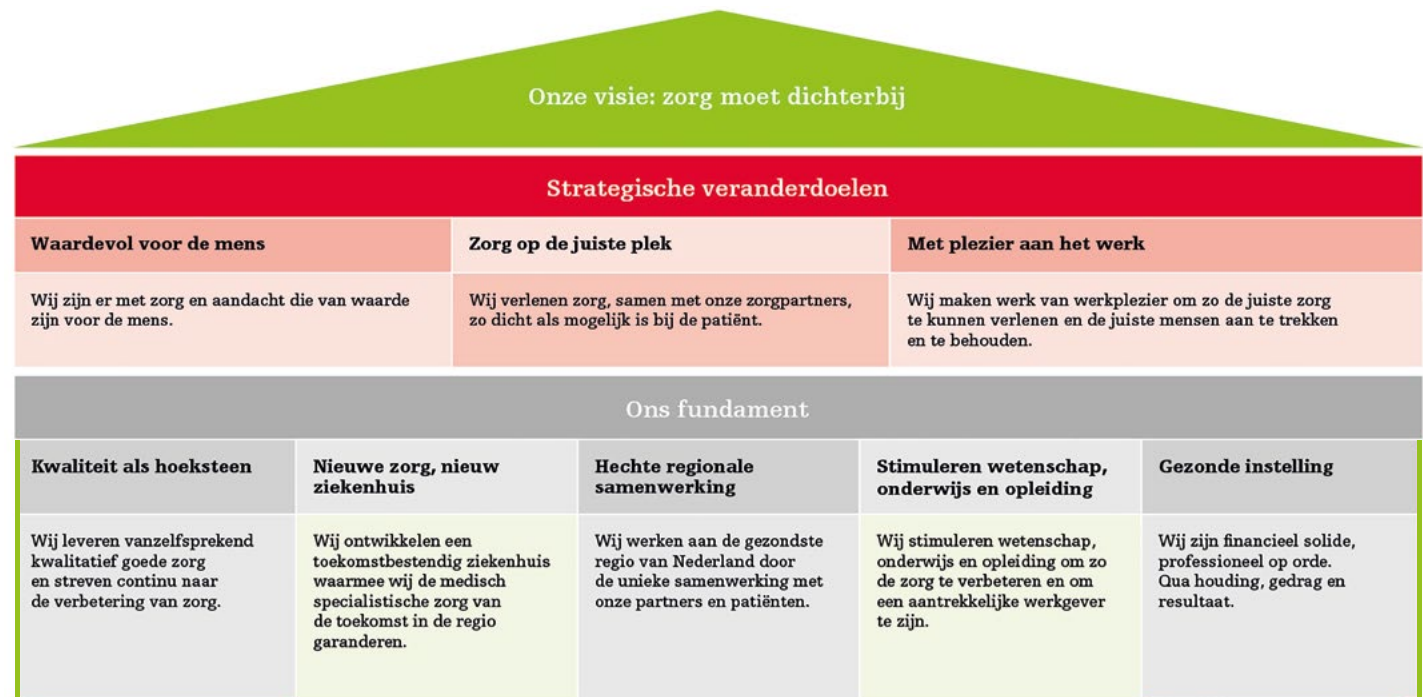 Onze visie: zorg moet dichterbij
Strategische veranderdoelen
Waardevol voor de mens
Wij zijn er met zorg en aandacht die van waarde
zijn voor de mens.
Zorg op de juiste plek
Wij verlenen zorg, samen met onze zorgpartners,
zo dicht als mogelijk is bij de patiënt.
Met plezier aan het werk
Wij maken werk van werkplezier om zo de juiste zorg
te kunnen verlenen en de juiste mensen aan te trekken
en te behouden.
Ons fundament
Kwaliteit als hoeksteen
Wij leveren vanzelfsprekend
kwalitatief goede zorg
en streven continu naar
de verbetering van zorg.
Nieuwe zorg, nieuw
ziekenhuis
Wij ontwikkelen een
toekomstbestendig ziekenhuis
waarmee wij de medisch
specialistische zorg van
de toekomst in de regio
garanderen.
Hechte regionale
samenwerking
Wij werken aan de gezondste
regio van Nederland door
de unieke samenwerking met
onze partners en patiënten.
Stimuleren wetenschap,
onderwijs en opleiding
Wij stimuleren wetenschap,
onderwijs en opleiding om zo
de zorg te verbeteren en om
een aantrekkelijke werkgever
te zijn.
Gezonde instelling
Wij zijn financieel solide,
professioneel op orde.
Qua houding, gedrag en
resultaat.